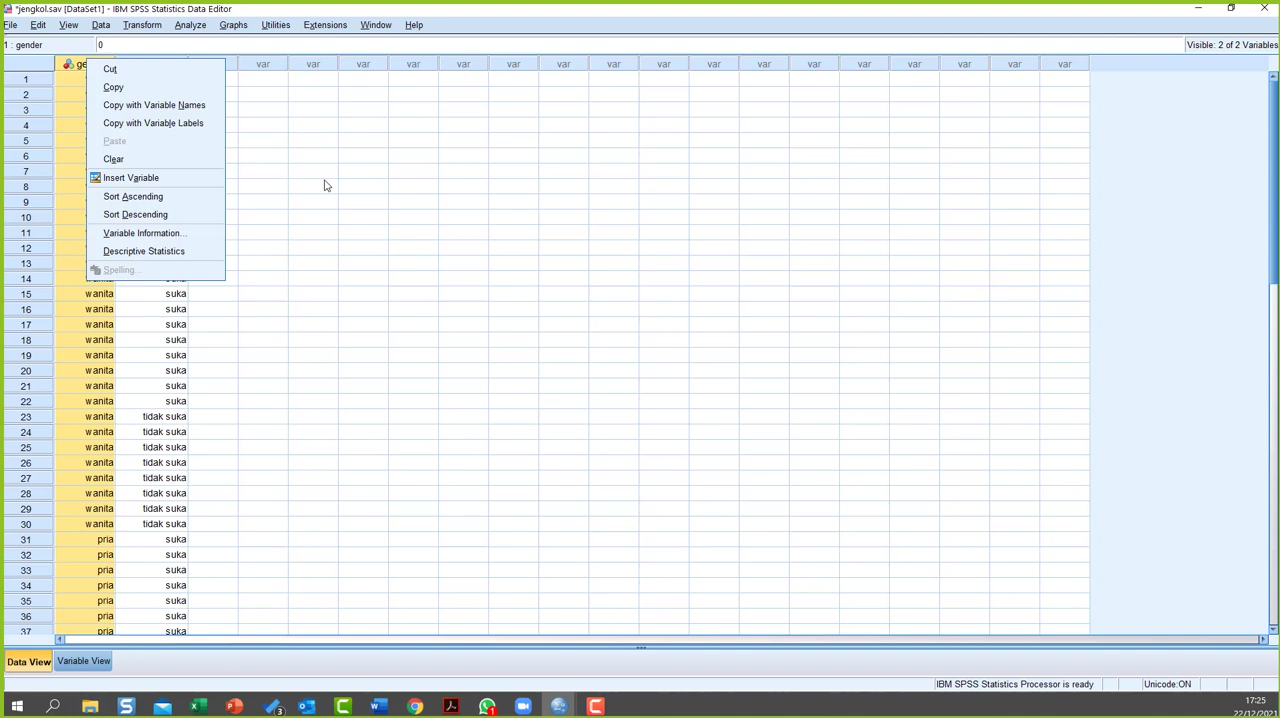 *jengkol.sav [DataSet1] - IBM SPSS Statistics Data Editor
File Edit View Data Transform Analyze Graphs Utilities Extensions Window Help
1 : gender 0 Visible: 2 of 2 Variables
ge var var var var var var var var var var var var var var var var var
Cut
Copy
Copy with Variable Names
Copy with Variable Labels
Paste
Clear
Insert Variable
Sort Ascending
Sort Descending
Variable Information...
Descriptive Statistics
Spelling...
1
2
3
4
5
6
7
8
9
10
11
12
13
14 wanita suka
15 wanita suka
16 wanita suka
17 wanita suka
18 wanita suka
19 wanita suka
20 wanita suka
21 wanita suka
22 wanita suka
23 wanita tidak suka
24 wanita tidak suka
25 wanita tidak suka
26 wanita tidak suka
27 wanita tidak suka
28 wanita tidak suka
29 wanita tidak suka
30 wanita tidak suka
31 pria suka
32 pria suka
33 pria suka
34 pria suka
35 pria suka
36 pria suka
37 pria suka
Data View Variable View
IBM SPSS Statistics Processor is ready Unicode:ON
3 1
17:25
22/12/2021